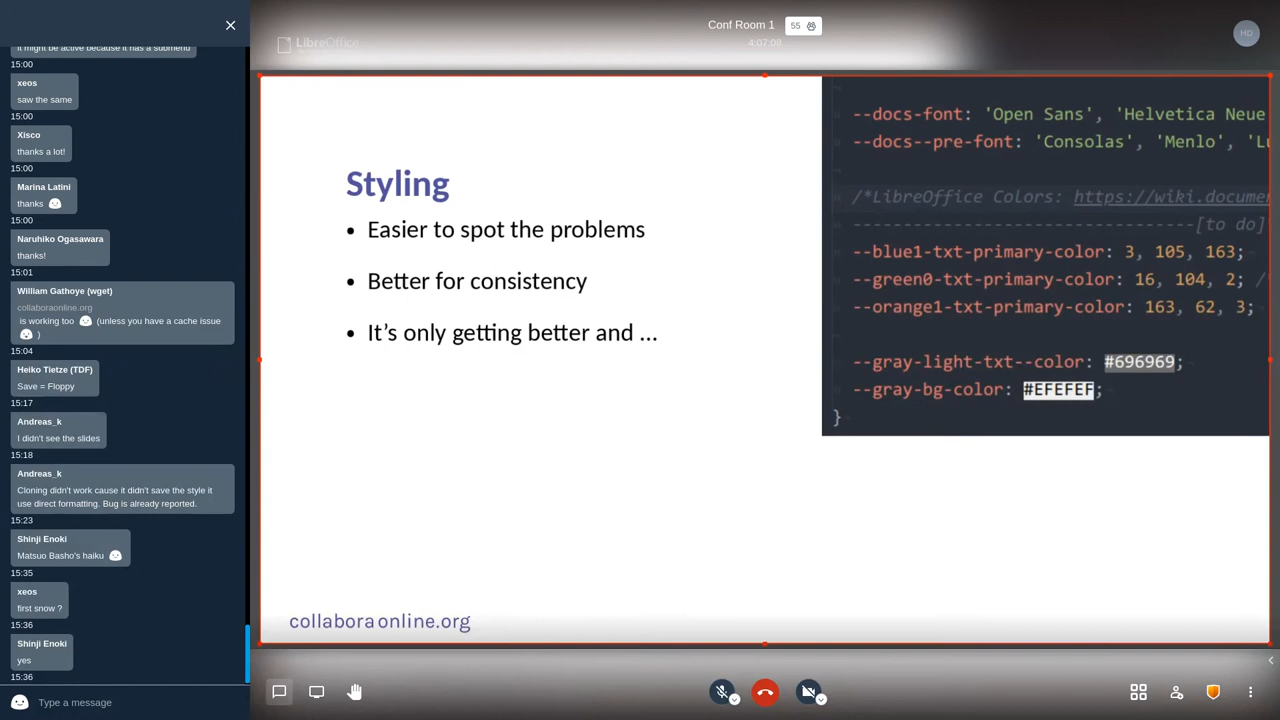 it might be active because it has a submenu
15:00
xeos
saw the same
15:00
Xisco
thanks a lot!
15:00
Marina Latini
thanks
15:00
Naruhiko Ogasawara
thanks!
15:01
William Gathoye (wget)
collaboraonline.org
is working too (unless you have a cache issue
)
15:04
Heiko Tietze (TDF)
Save = Floppy
15:17
Andreas_k
I didn't see the slides
15:18
Andreas_k
Cloning didn't work cause it didn't save the style it
use direct formatting. Bug is already reported.
15:23
Shinji Enoki
Matsuo Basho's haiku
15:35
xeos
first snow ?
15:36
Shinji Enoki
yes
15:36
Type a message
LibreOffice
Conf Room 1
55
4:07:08
HD
Styling
• Easier to spot the problems
• Better for consistency
• It’s only getting better and ...
collaboraonline.org
--docs-font: 'Open Sans', 'Helvetica Neue
--docs--pre-font: 'Consolas', 'Menlo', 'Lu
/*LibreOffice Colors: https://wiki.documen
---------------------------------[to do]
--blue1-txt-primary-color: 3, 105, 163;
--green0-txt-primary-color: 16, 104, 2; /
--orange1-txt-primary-color: 163, 62, 3;
--gray-light-txt--color: #696969;
--gray-bg-color: #EFEFEF;
}